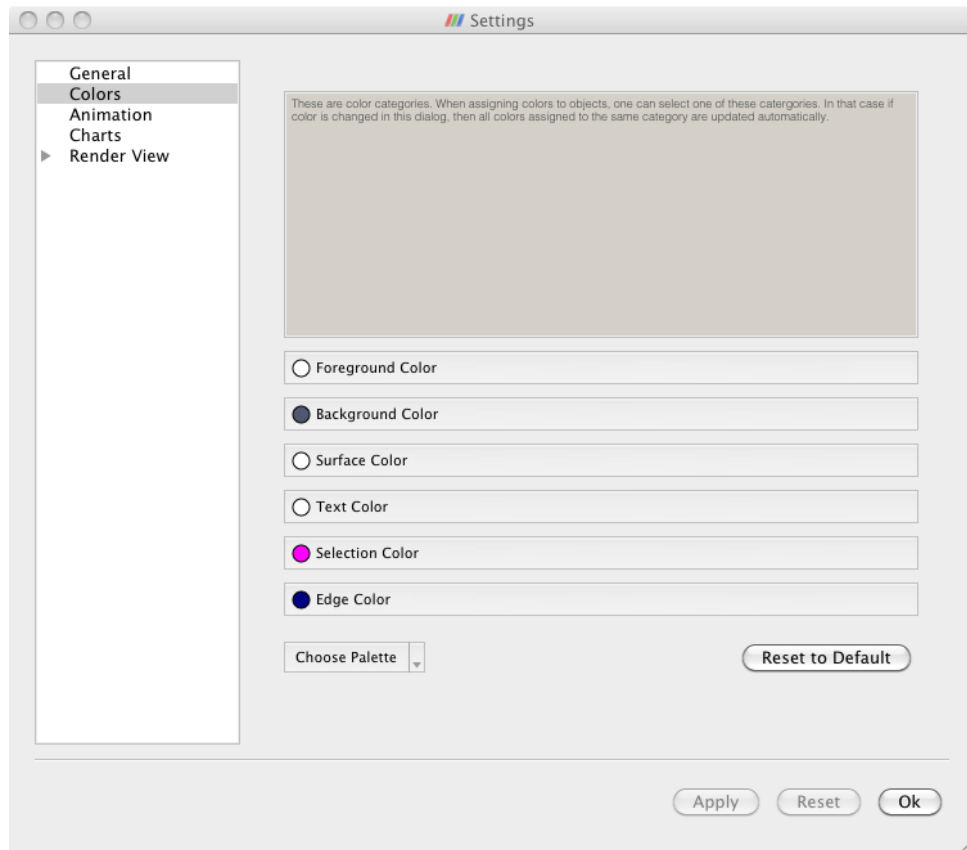 Settings
General
Colors
Animation
Charts
Render View
These are color categories. When assigning colors to objects, one can select one of these catergories. In that case if
color is changed in this dialog, then all colors assigned to the same category are updated automatically.
Foreground Color
Background Color
Surface Color
Text Color
Selection Color
Edge Color
Choose Palette
Reset to Default
Apply
Reset
Ok